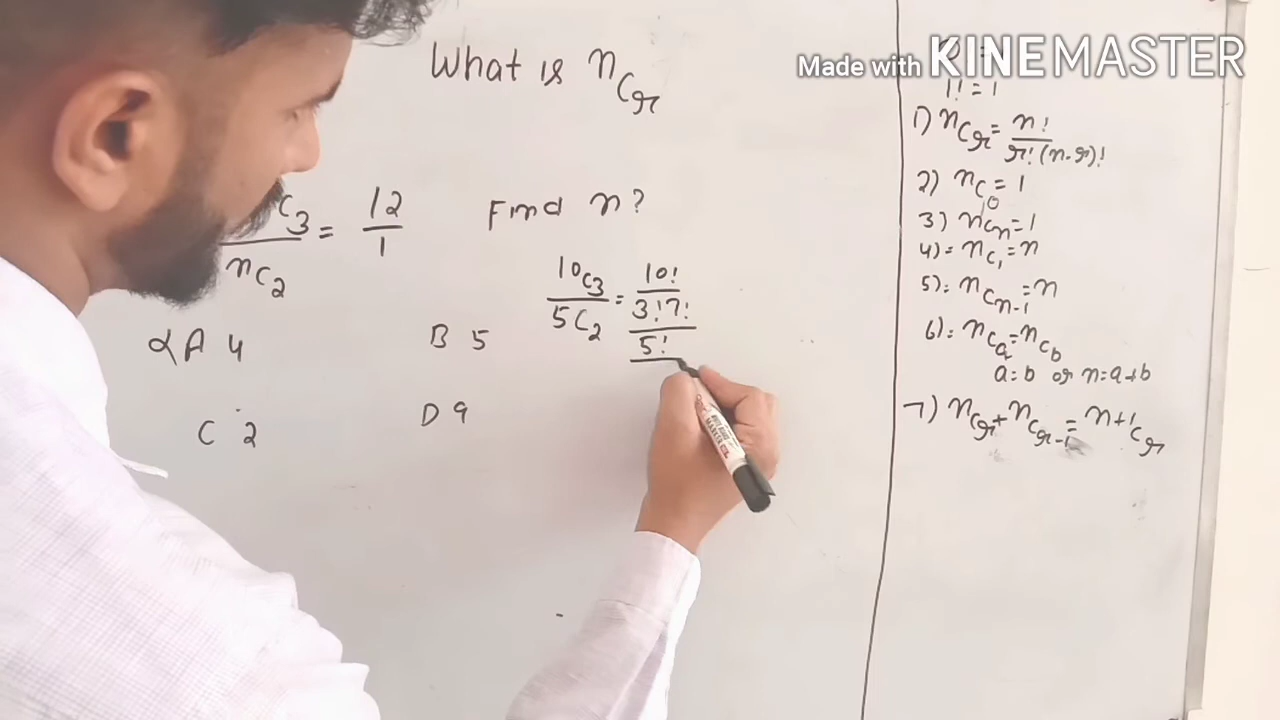 What is nCr
C3 / nC2 = 12 / 1 Find n?
10C3 / 5C2 = 10! / 3!7! / 5!
A 4 B 5
C 2 D 9
Made with KINEMASTER
1! = 1
1) nCr = n! / r!(n-r)!
2) nC0 = 1
3) nCn = 1
4) = nC1 = n
5) = nCn-1 = n
6) = nCa = nCb
a = b or n = a+b
7) nCr + nCr-1 = n+1Cr